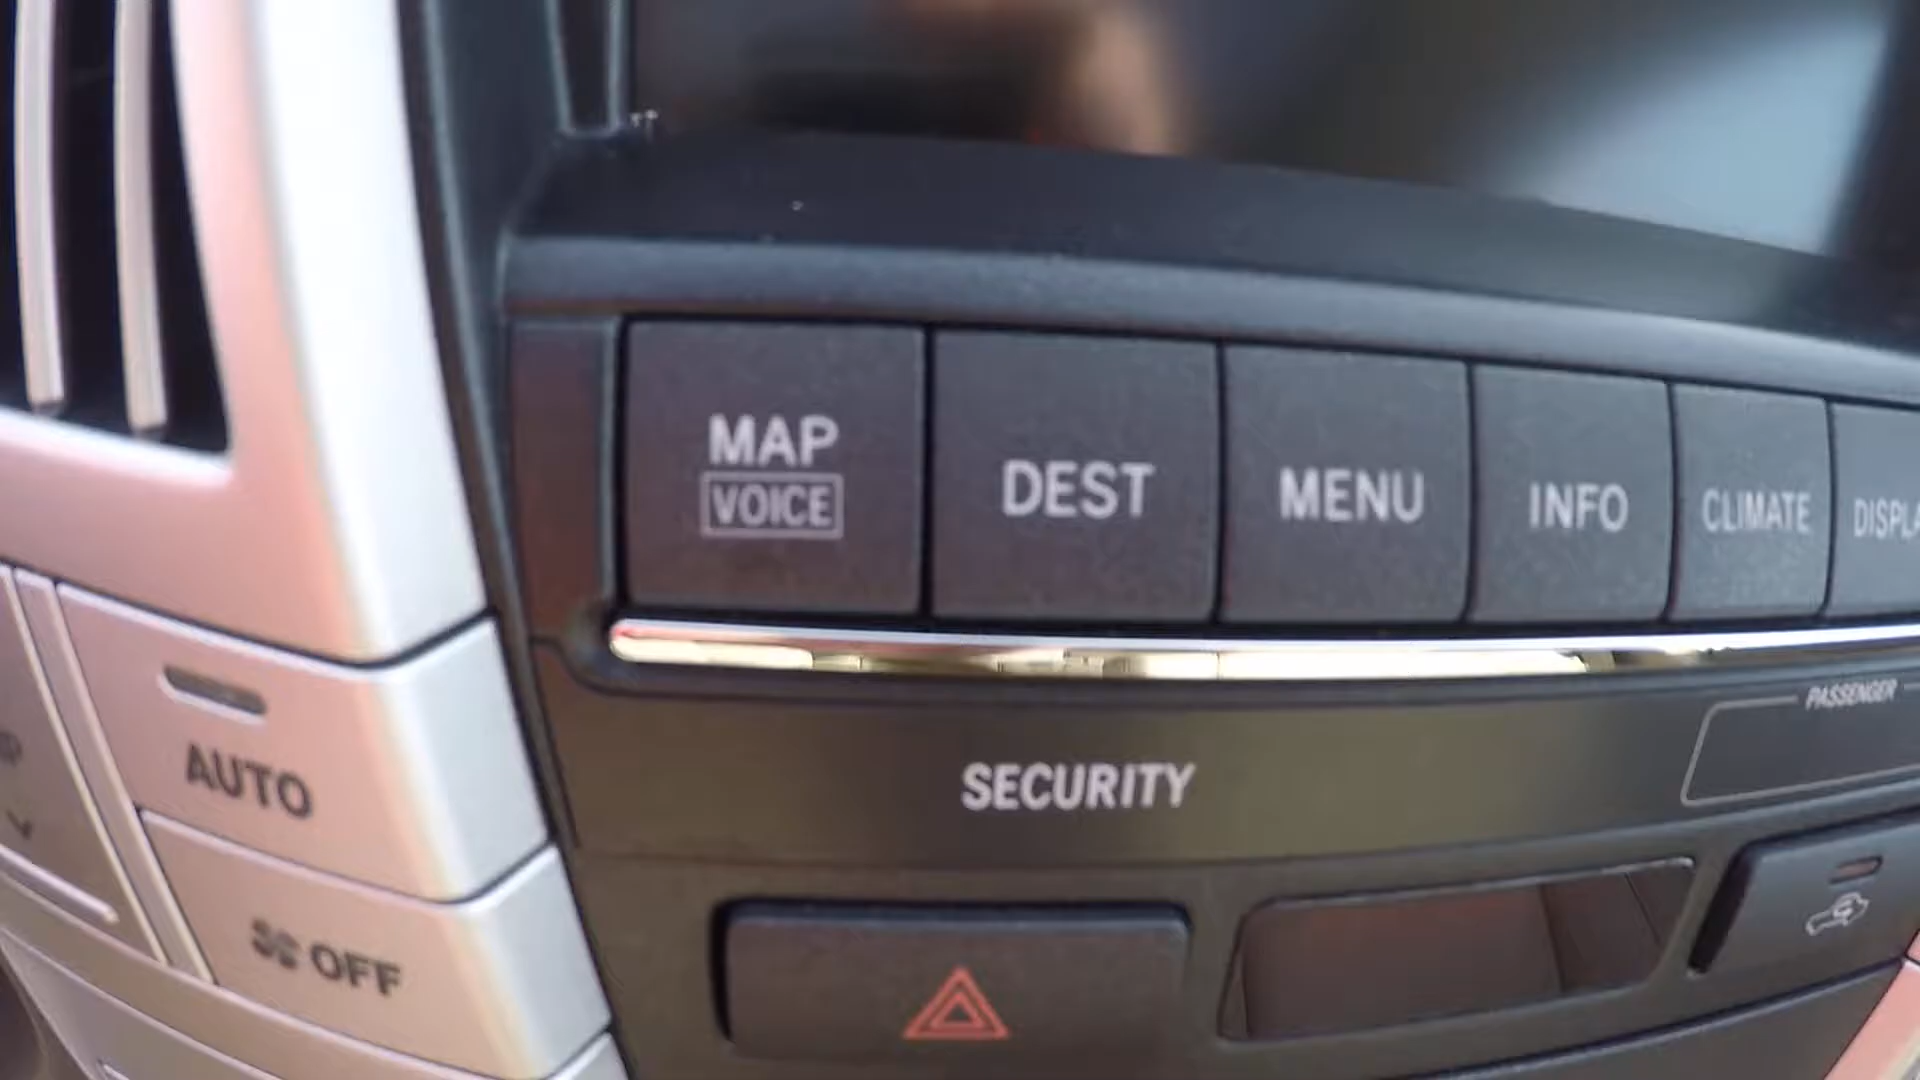 MAP
VOICE
DEST
MENU
INFO
CLIMATE
DISPLA
PASSENGER
SECURITY
AUTO
OFF